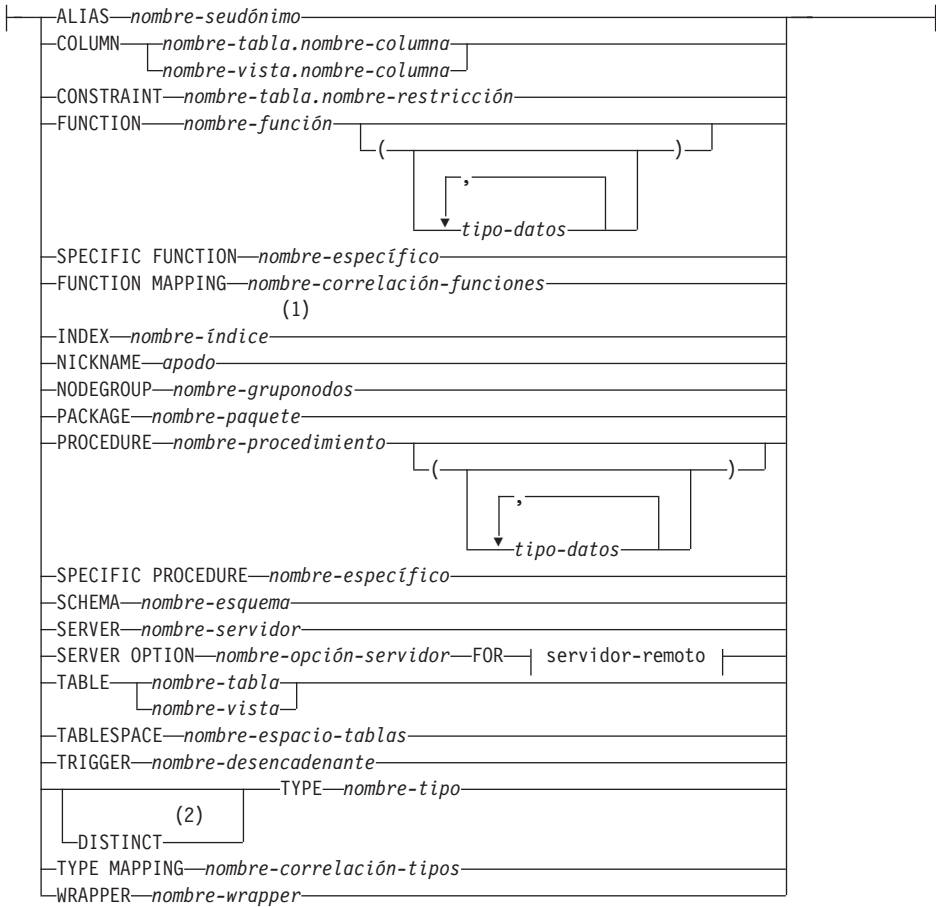 ALIAS nombre-seudónimo
COLUMN nombre-tabla.nombre-columna
nombre-vista.nombre-columna
CONSTRAINT nombre-tabla.nombre-restricción
FUNCTION nombre-función
( )
,
tipo-datos
SPECIFIC FUNCTION nombre-específico
FUNCTION MAPPING nombre-correlación-funciones
(1)
INDEX nombre-índice
NICKNAME apodo
NODEGROUP nombre-gruponodos
PACKAGE nombre-paquete
PROCEDURE nombre-procedimiento
( )
,
tipo-datos
SPECIFIC PROCEDURE nombre-específico
SCHEMA nombre-esquema
SERVER nombre-servidor
SERVER OPTION nombre-opción-servidor FOR servidor-remoto
TABLE nombre-tabla
nombre-vista
TABLESPACE nombre-espacio-tablas
TRIGGER nombre-desencadenante
TYPE nombre-tipo
(2)
DISTINCT
TYPE MAPPING nombre-correlación-tipos
WRAPPER nombre-wrapper